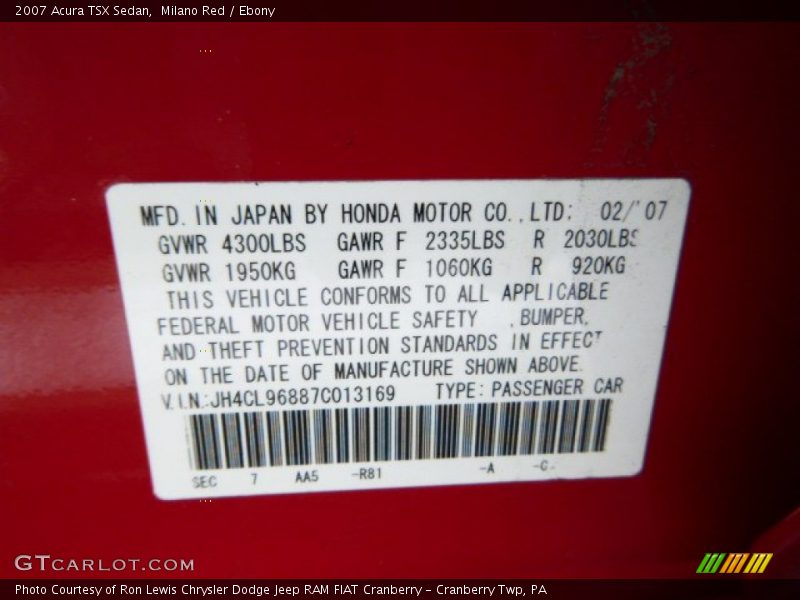 2007 Acura TSX Sedan,  Milano Red / Ebony
MFD. IN JAPAN BY HONDA MOTOR CO.,LTD: 02/'07
GVWR 4300LBS GAWR F 2335LBS R 2030LBS
GVWR 1950KG GAWR F 1060KG R 920KG
THIS VEHICLE CONFORMS TO ALL APPLICABLE
FEDERAL MOTOR VEHICLE SAFETY ,BUMPER,
AND THEFT PREVENTION STANDARDS IN EFFECT
ON THE DATE OF MANUFACTURE SHOWN ABOVE.
V.I.N.:JH4CL96887C013169 TYPE: PASSENGER CAR
SEC 7 AA5 -R81 -A -C.
GTCARLOT.COM
Photo Courtesy of Ron Lewis Chrysler Dodge Jeep RAM FIAT Cranberry – Cranberry Twp, PA